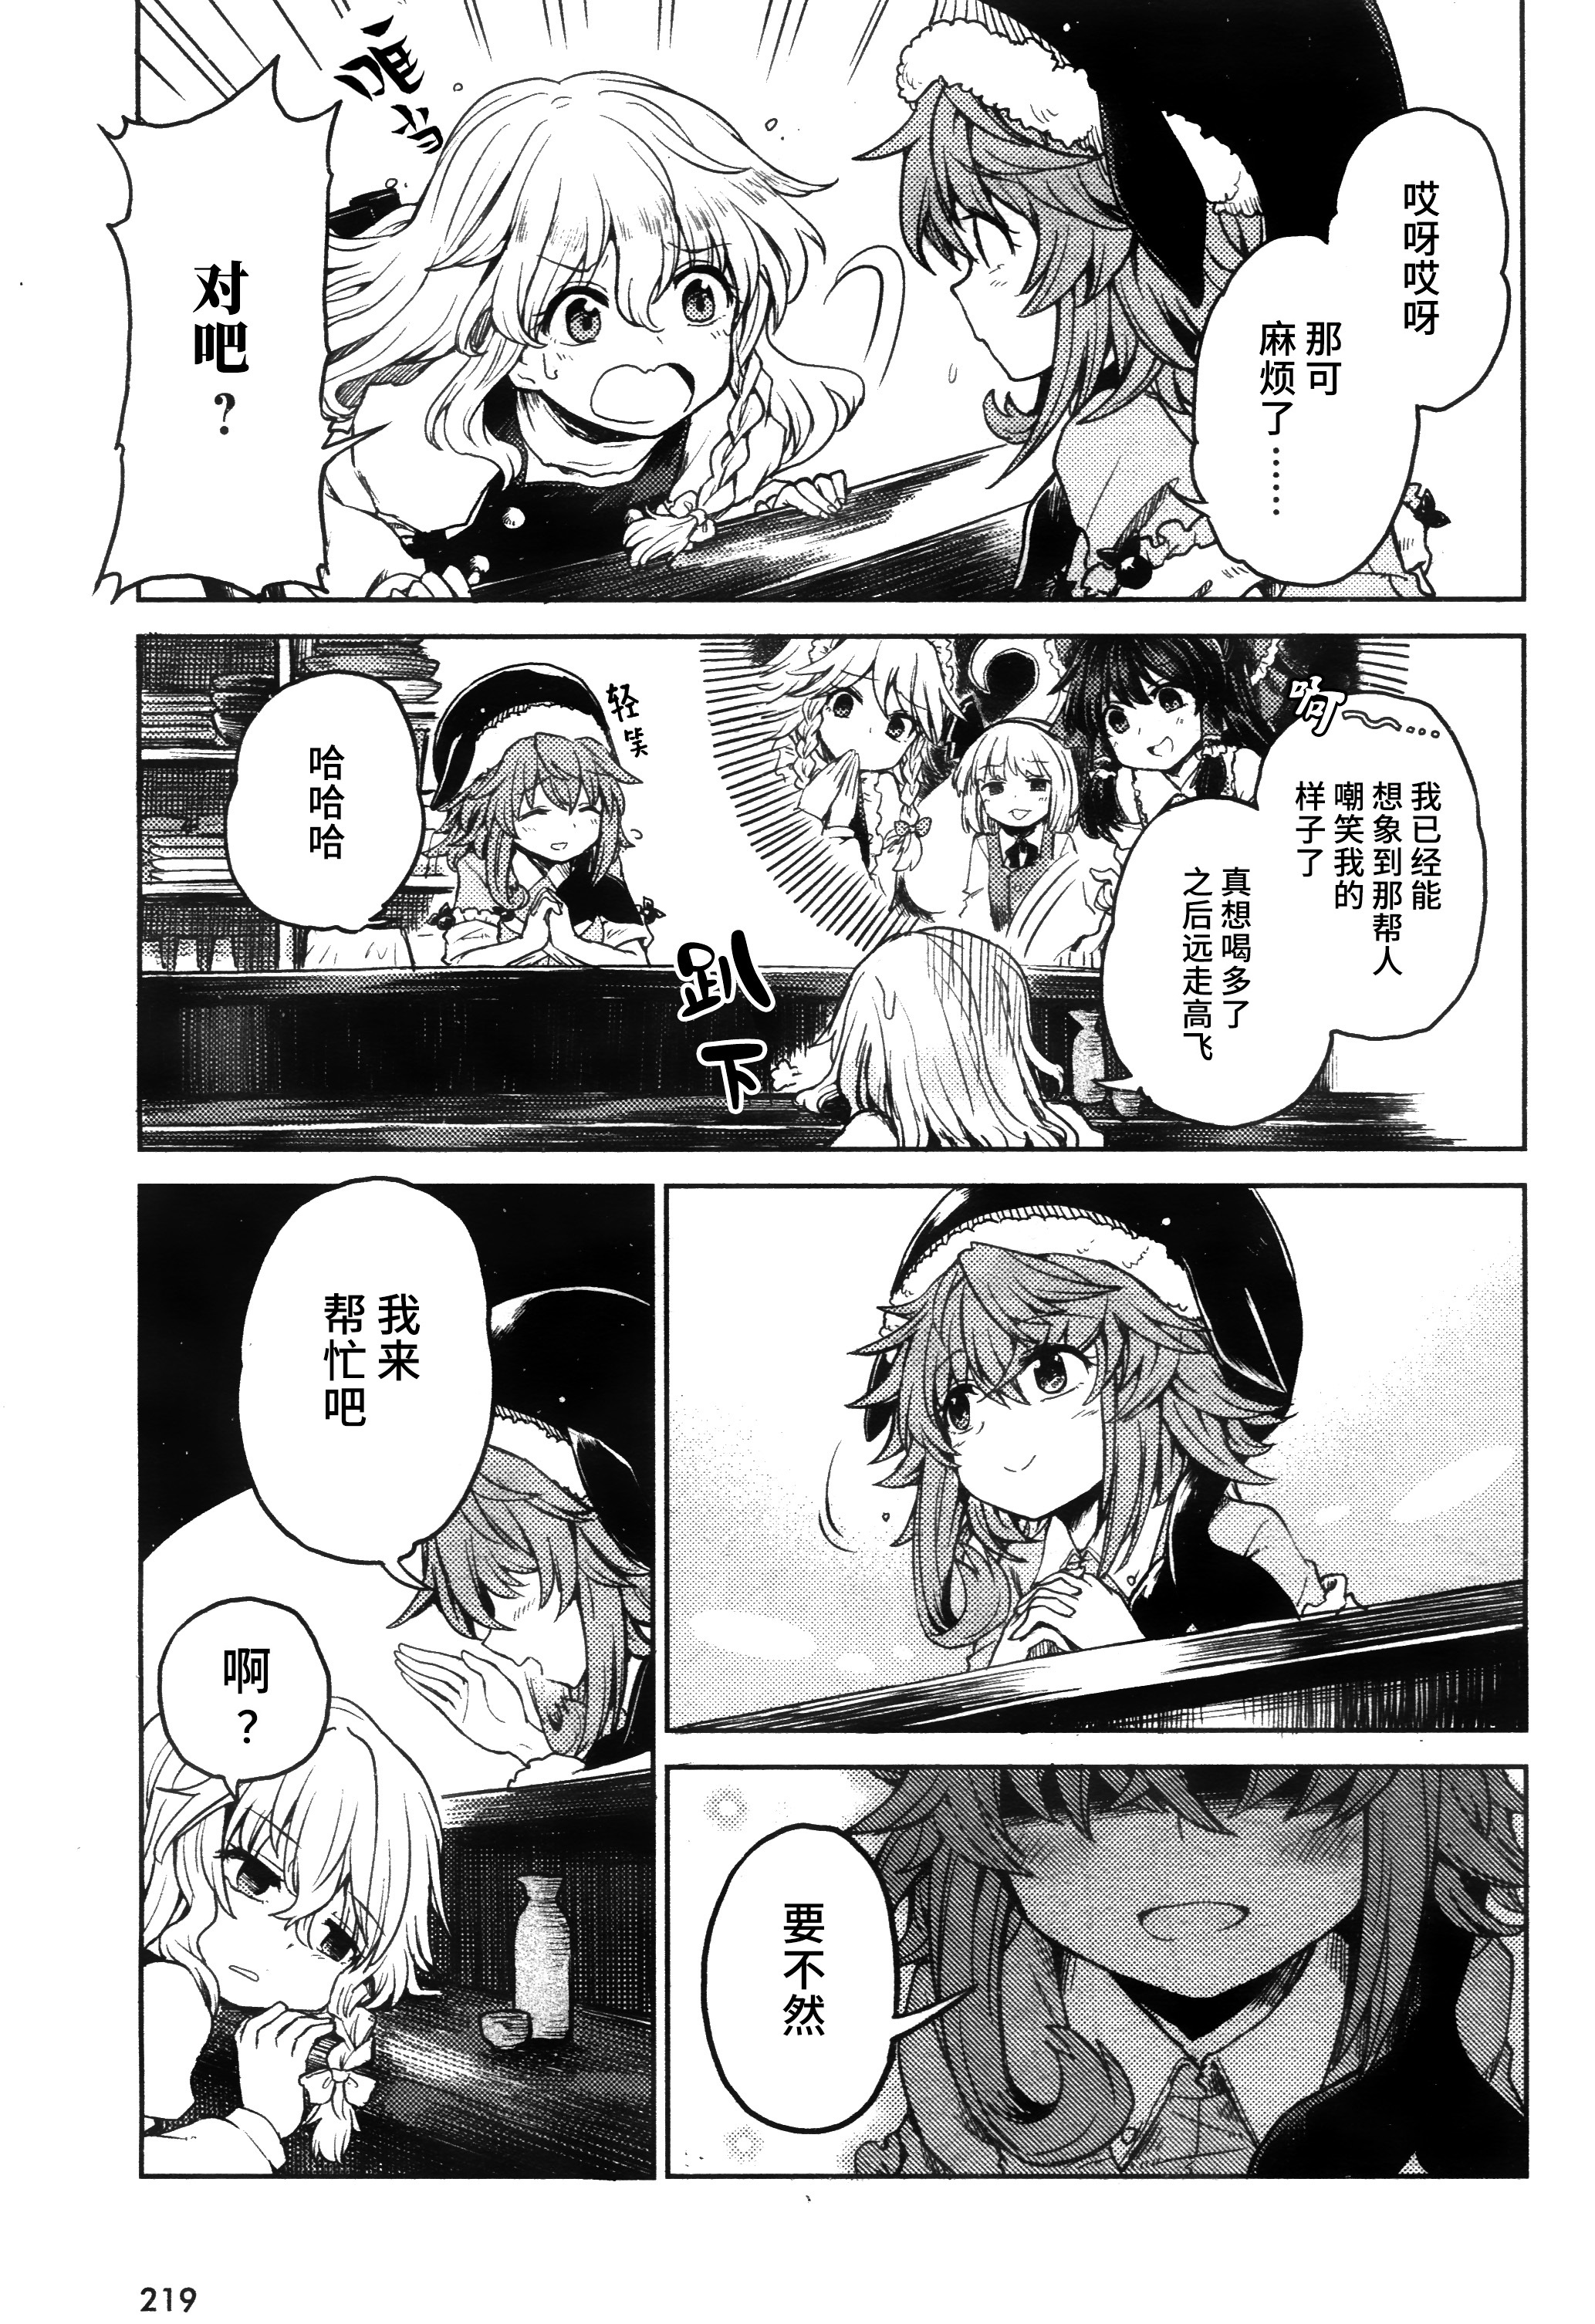 哎呀哎呀
那可
麻烦了……
哐当
对吧？
啊～～…
我已经能
想象到那帮人
嘲笑我的
样子了
真想喝多了
之后远走高飞
趴下
轻笑
哈哈哈
要不然
我来
帮忙吧
啊？
219